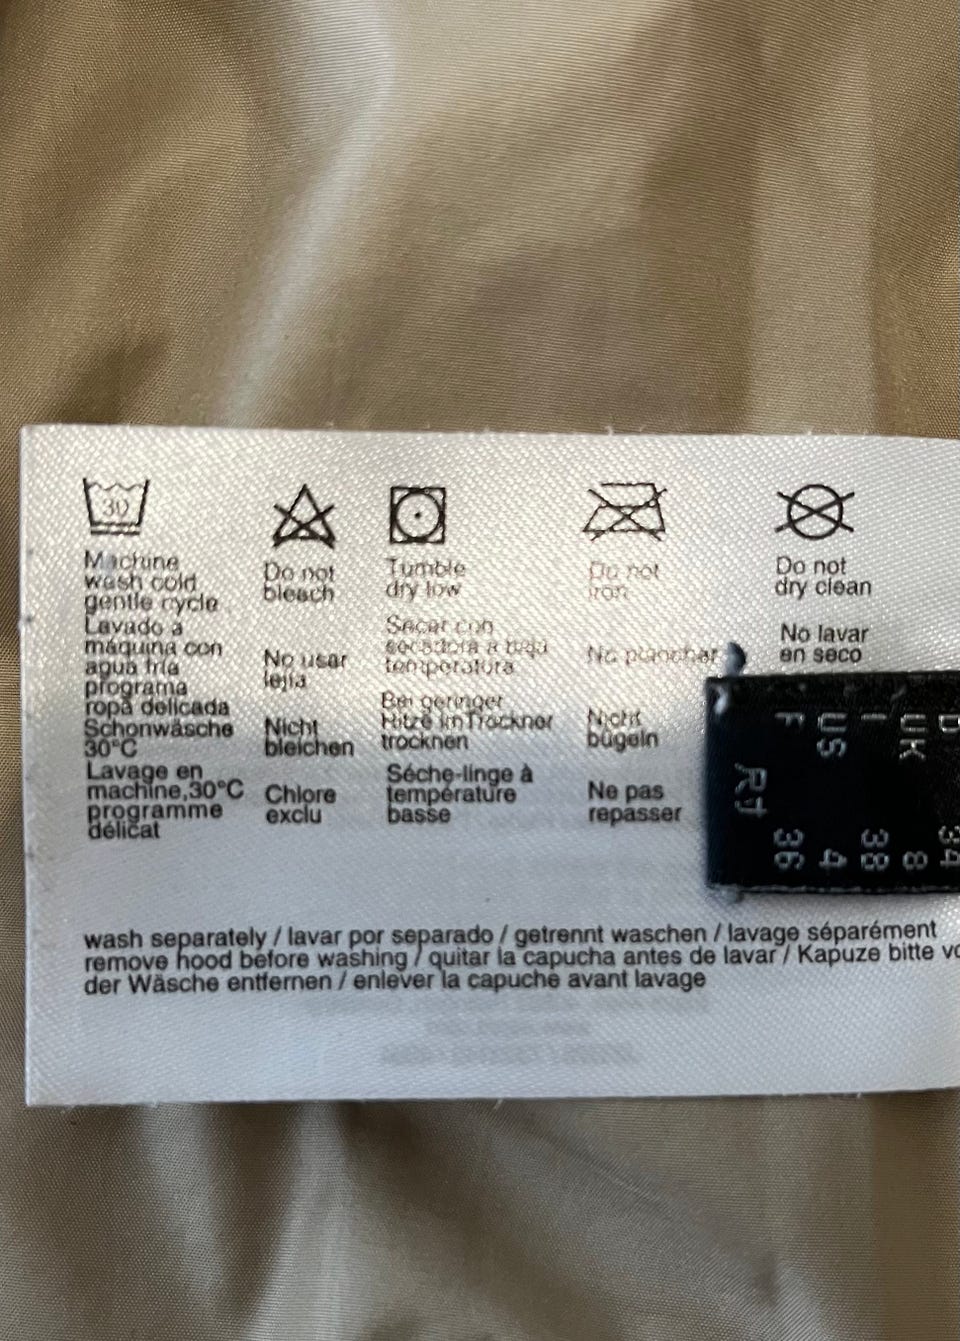 30
Machine
wash cold
gentle cycle
Lavado a
máquina con
agua fría
programa
ropa delicada
Schonwäsche
30°C
Lavage en
machine,30°C
programme
délicat
Do not
bleach
No usar
lejía
Nicht
bleichen
Chlore
exclu
Tumble
dry low
Secar con
secadora a baja
temperatura
Bei geringer
Hitze im Trockner
trocknen
Séche-linge à
température
basse
Do not
iron
No planchar
Nicht
bügeln
Ne pas
repasser
Do not
dry clean
No lavar
en seco
D 34
UK 8
I 38
US 4
F 36
RJ
wash separately / lavar por separado / getrennt waschen / lavage séparément
remove hood before washing / quitar la capucha antes de lavar / Kapuze bitte
der Wäsche entfernen / enlever la capuche avant lavage